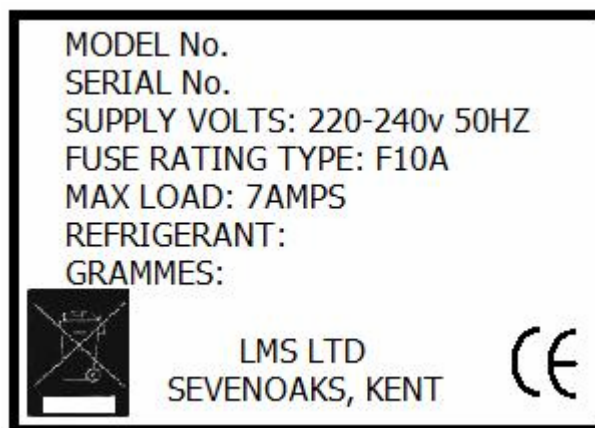 MODEL No.
SERIAL No.
SUPPLY VOLTS: 220-240v 50HZ
FUSE RATING TYPE: F10A
MAX LOAD: 7AMPS
REFRIGERANT:
GRAMMES:
LMS LTD
SEVENOAKS, KENT
CE